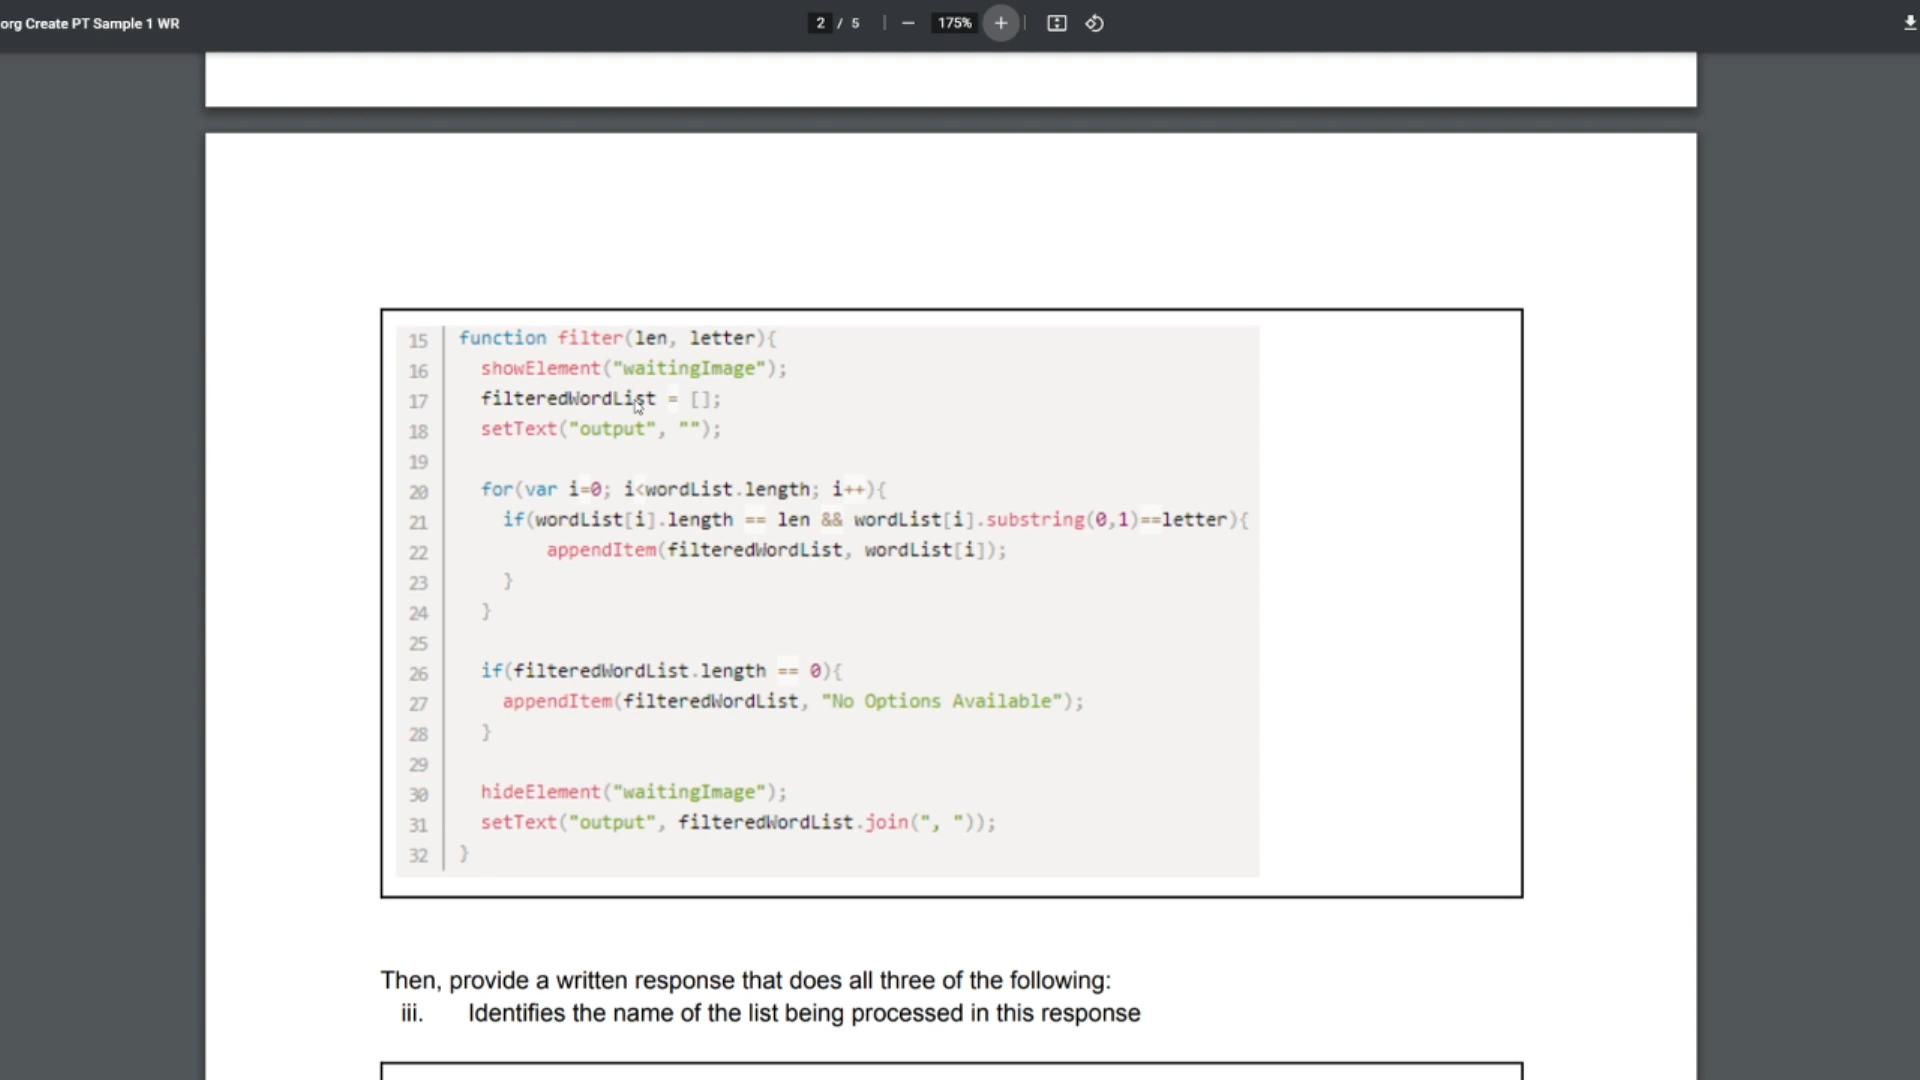 org Create PT Sample 1 WR
2 / 5
175%
15 function filter(len, letter){
16 showElement("waitingImage");
17 filteredWordList = [];
18 setText("output", "");
19
20 for(var i=0; i<wordList.length; i++){
21 if(wordList[i].length == len && wordList[i].substring(0,1)==letter){
22 appendItem(filteredWordList, wordList[i]);
23 }
24 }
25
26 if(filteredWordList.length == 0){
27 appendItem(filteredWordList, "No Options Available");
28 }
29
30 hideElement("waitingImage");
31 setText("output", filteredWordList.join(", "));
32 }
Then, provide a written response that does all three of the following:
iii. Identifies the name of the list being processed in this response